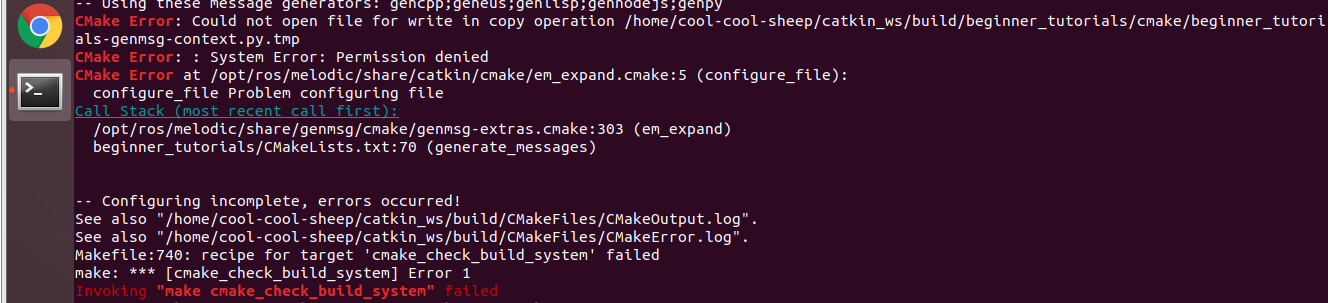 -- Using these message generators: gencpp;geneus;genlisp;gennodejs;genpy
CMake Error: Could not open file for write in copy operation /home/cool-cool-sheep/catkin_ws/build/beginner_tutorials/cmake/beginner_tutori
als-genmsg-context.py.tmp
CMake Error: : System Error: Permission denied
CMake Error at /opt/ros/melodic/share/catkin/cmake/em_expand.cmake:5 (configure_file):
  configure_file Problem configuring file
Call Stack (most recent call first):
  /opt/ros/melodic/share/genmsg/cmake/genmsg-extras.cmake:303 (em_expand)
  beginner_tutorials/CMakeLists.txt:70 (generate_messages)
-- Configuring incomplete, errors occurred!
See also "/home/cool-cool-sheep/catkin_ws/build/CMakeFiles/CMakeOutput.log".
See also "/home/cool-cool-sheep/catkin_ws/build/CMakeFiles/CMakeError.log".
Makefile:740: recipe for target 'cmake_check_build_system' failed
make: *** [cmake_check_build_system] Error 1
Invoking "make cmake_check_build_system" failed